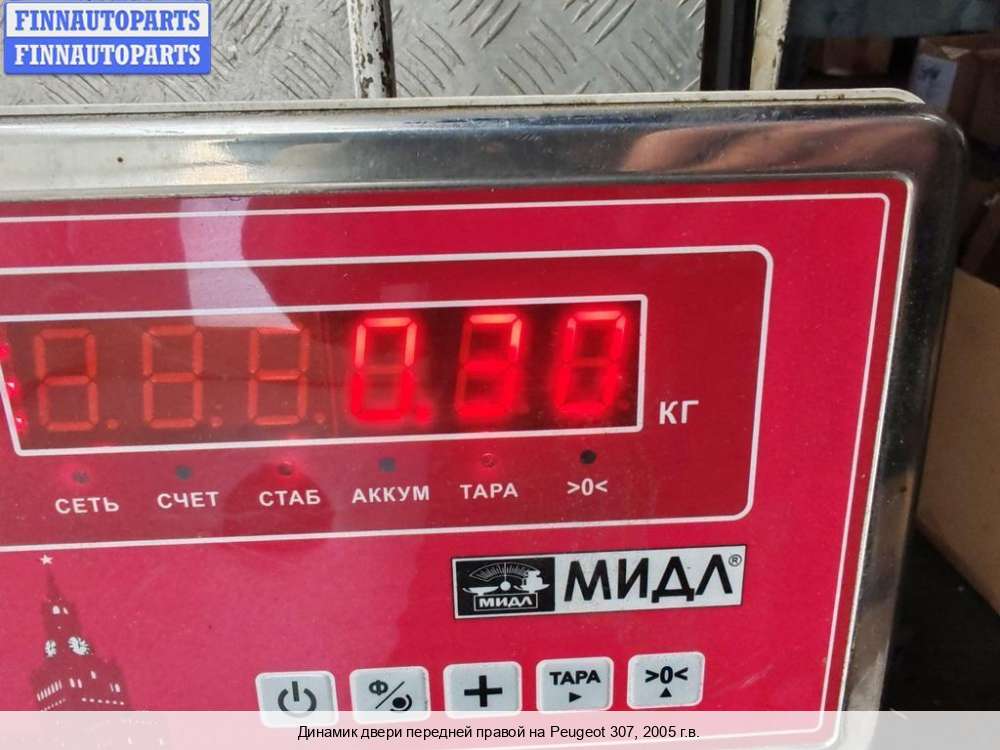 FINNAUTOPARTS
FINNAUTOPARTS
0.30
КГ
СЕТЬ СЧЕТ СТАБ АККУМ ТАРА >0<
МИДЛ МИДЛ®
Ф/ + ТАРА >0<
Динамик двери передней правой на Peugeot 307, 2005 г.в.